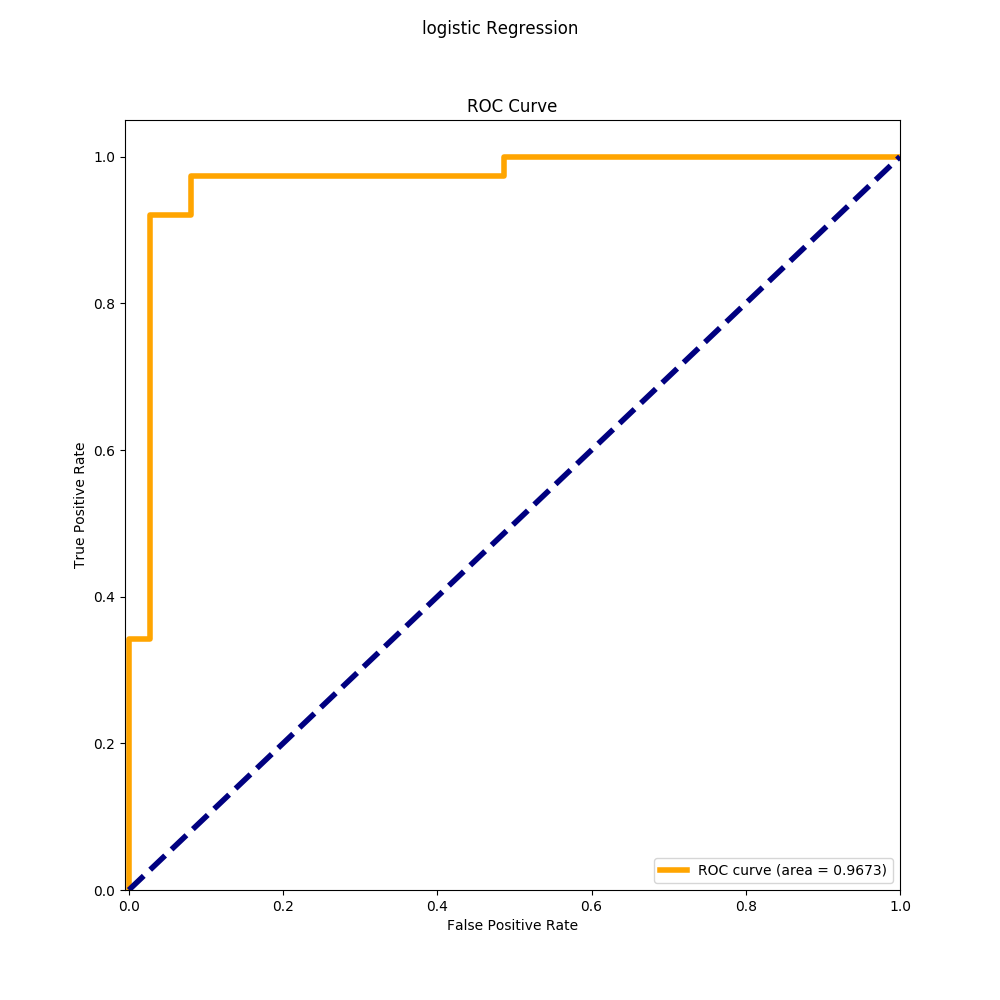 logistic Regression
ROC Curve
True Positive Rate
1.0
0.8
0.6
0.4
0.2
0.0
0.0 0.2 0.4 0.6 0.8 1.0
False Positive Rate
ROC curve (area = 0.9673)